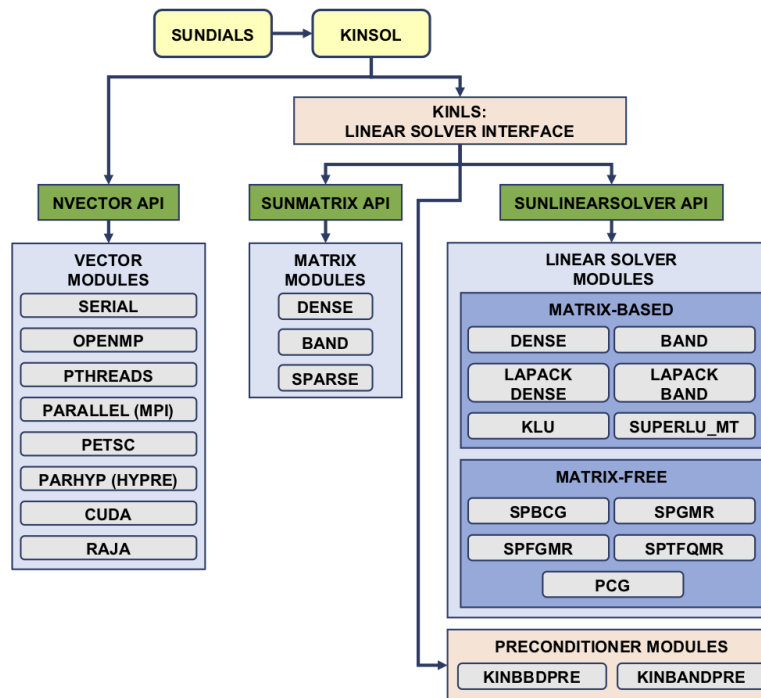 SUNDIALS
KINSOL
KINLS:
LINEAR SOLVER INTERFACE
NVECTOR API
SUNMATRIX API
SUNLINEARSOLVER API
VECTOR
MODULES
SERIAL
OPENMP
PTHREADS
PARALLEL (MPI)
PETSC
PARHYP (HYPRE)
CUDA
RAJA
MATRIX
MODULES
DENSE
BAND
SPARSE
LINEAR SOLVER
MODULES
MATRIX-BASED
DENSE
BAND
LAPACK
DENSE
LAPACK
BAND
KLU
SUPERLU_MT
MATRIX-FREE
SPBCG
SPGMR
SPFGMR
SPTFQMR
PCG
PRECONDITIONER MODULES
KINBBDPRE
KINBANDPRE